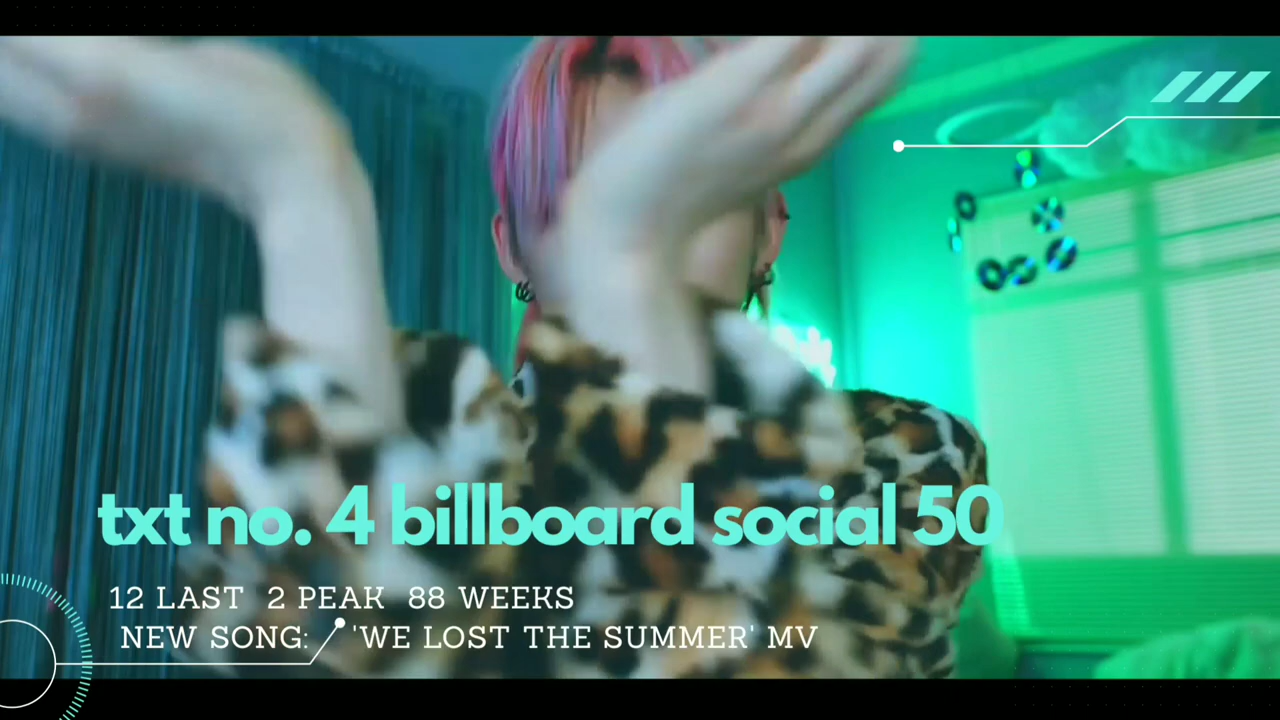 txt no. 4 billboard social 50
12 LAST 2 PEAK 88 WEEKS
NEW SONG: 'WE LOST THE SUMMER' MV